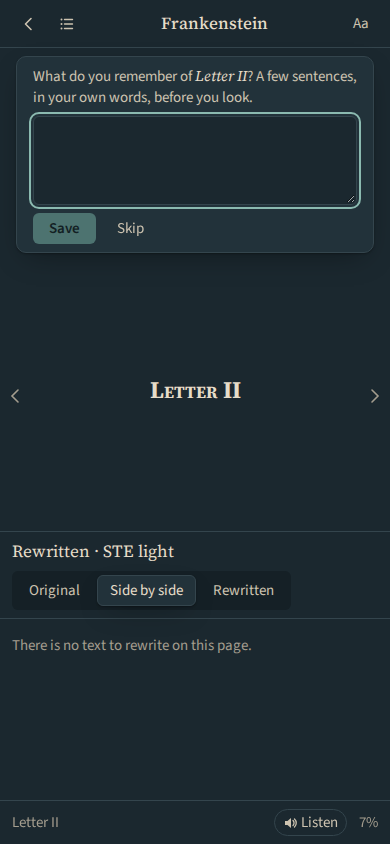 Frankenstein
Aa
What do you remember of Letter II? A few sentences,
in your own words, before you look.
Save
Skip
Letter II
Rewritten · STE light
Original
Side by side
Rewritten
There is no text to rewrite on this page.
Letter II
Listen
7%